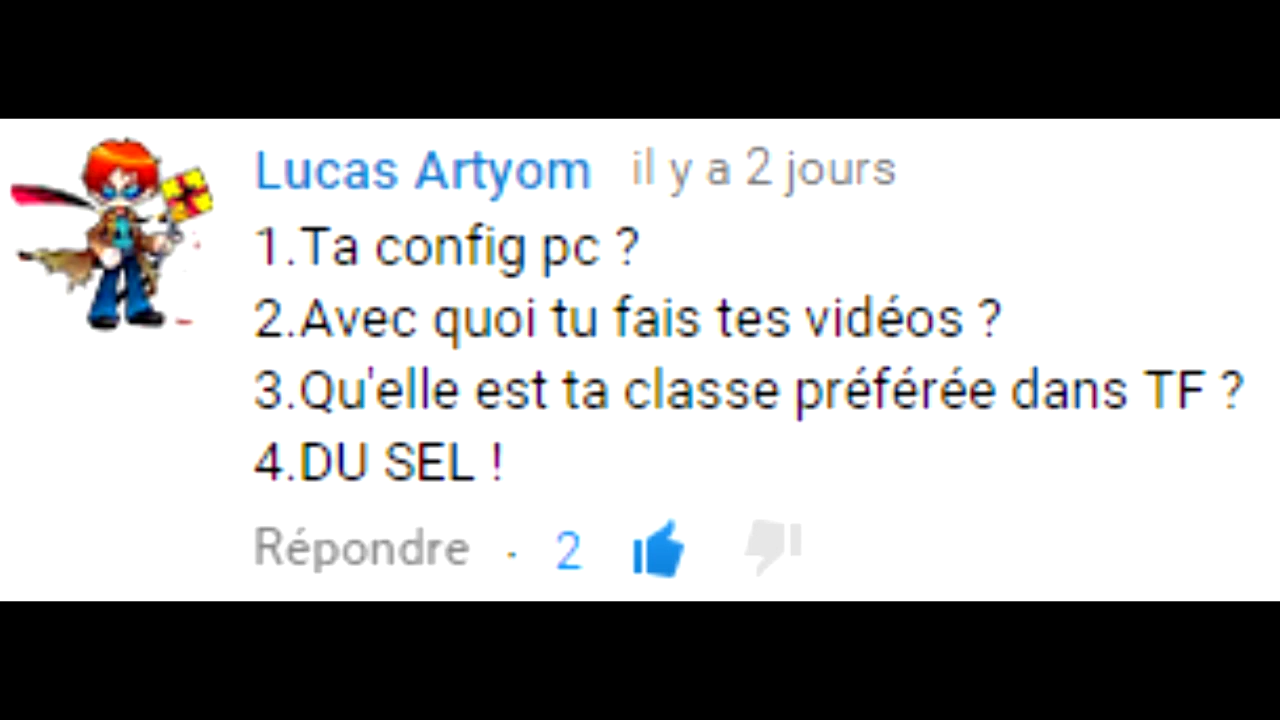 Lucas Artyom il y a 2 jours
1.Ta config pc ?
2.Avec quoi tu fais tes vidéos ?
3.Qu'elle est ta classe préférée dans TF ?
4.DU SEL !
Répondre · 2